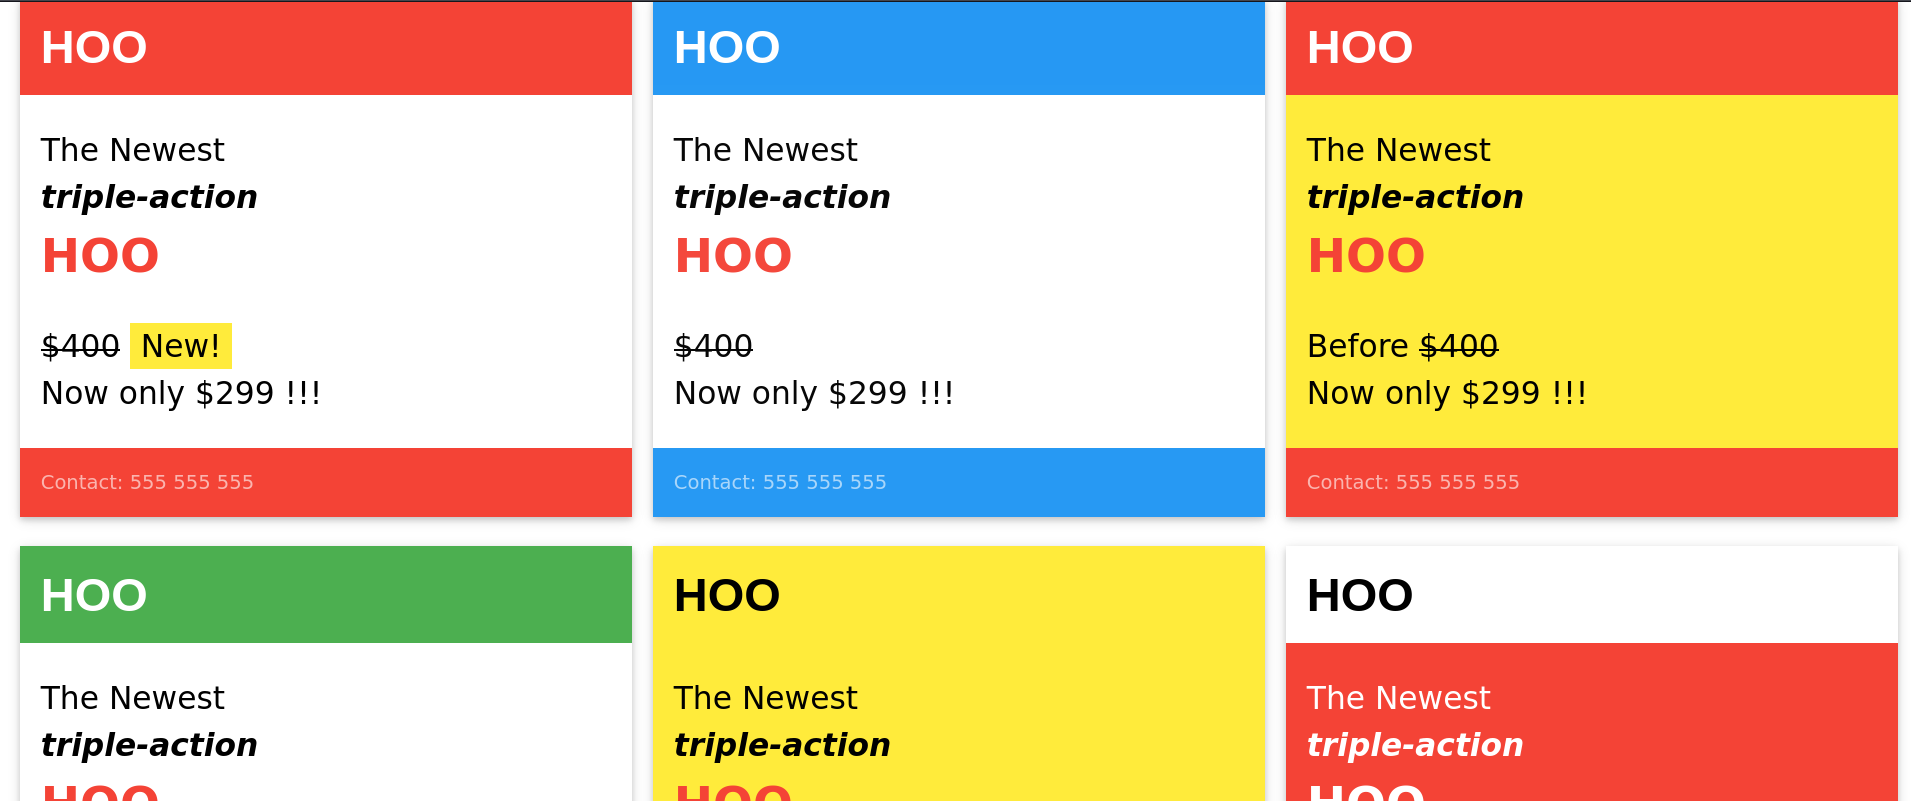 HOO
The Newest
triple-action
HOO
$400 New!
Now only $299 !!!
Contact: 555 555 555
HOO
The Newest
triple-action
HOO
$400
Now only $299 !!!
Contact: 555 555 555
HOO
The Newest
triple-action
HOO
Before $400
Now only $299 !!!
Contact: 555 555 555
HOO
The Newest
triple-action
HOO
HOO
The Newest
triple-action
HOO
HOO
The Newest
triple-action
HOO